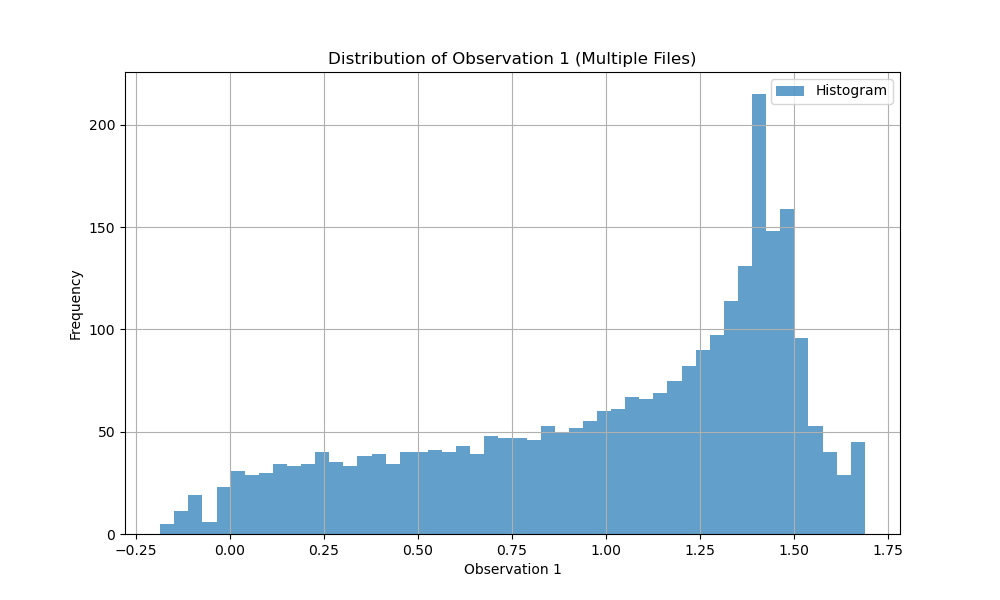 Distribution of Observation 1 (Multiple Files)
Histogram
Frequency
200
150
100
50
0
−0.25 0.00 0.25 0.50 0.75 1.00 1.25 1.50 1.75
Observation 1